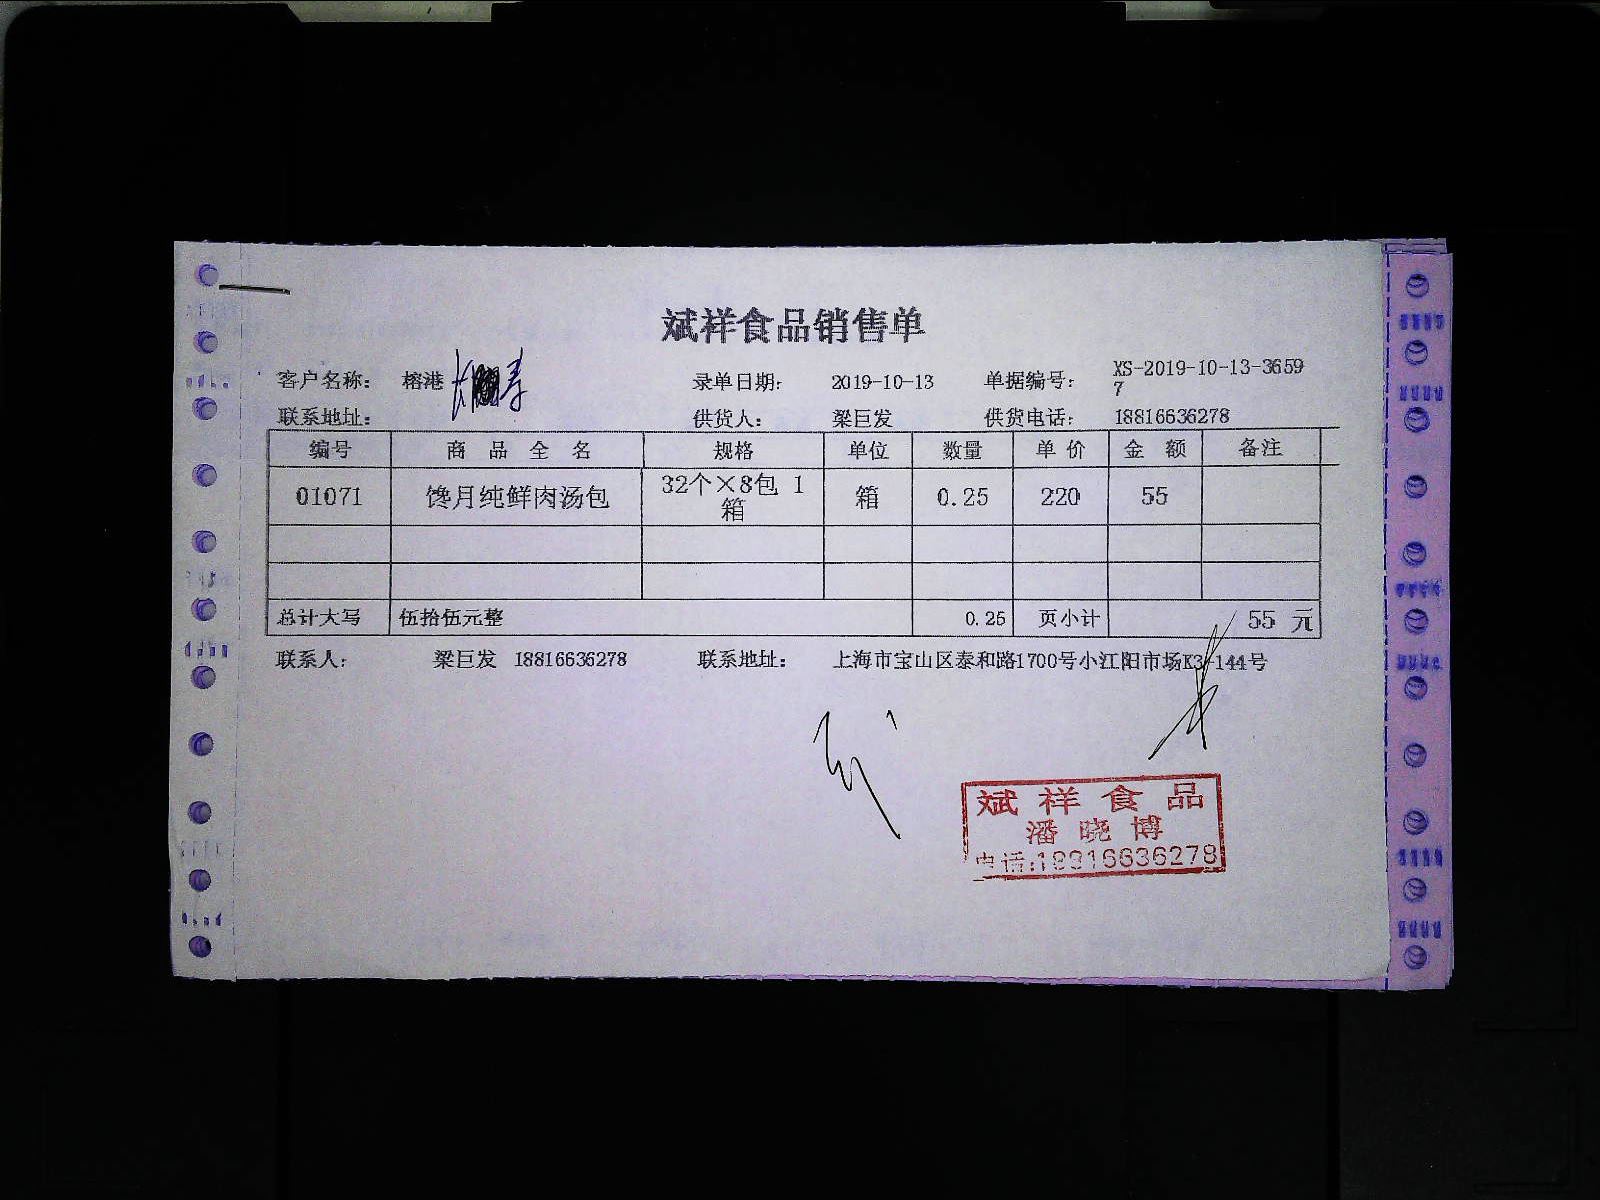 斌祥食品销售单
客户名称： 榕港 长寿 录单日期： 2019-10-13 单据编号： XS-2019-10-13-3659
7
联系地址： 供货人： 梁巨发 供货电话： 18816636278
编号 商 品 全 名 规格 单位 数量 单 价 金 额 备注
01071 馋月纯鲜肉汤包 32个×8包 1 箱 0.25 220 55
箱
总计大写 伍拾伍元整 0.25 页小计 55 元
联系人： 梁巨发 18816636278 联系地址： 上海市宝山区泰和路1700号小江阳市场K3-144号
斌祥食品
潘晓博
电话:18816636278